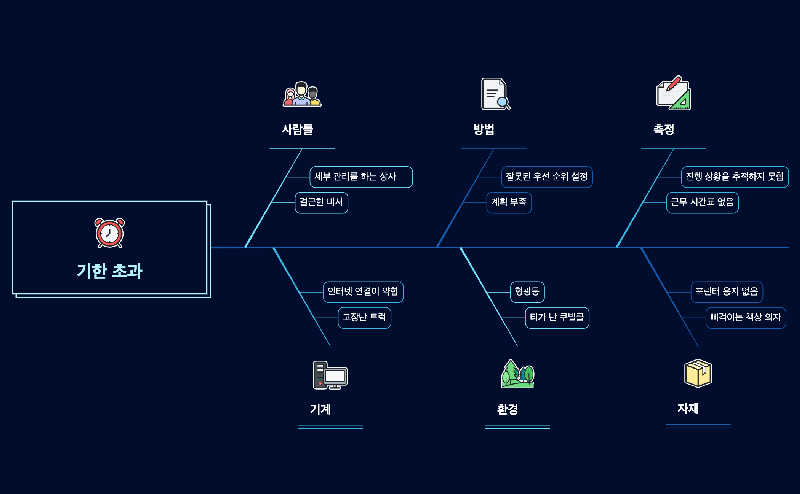 사람들
방법
측정
세부 관리를 하는 상사
잘못된 우선 순위 설정
진행 상황을 추적하지 못함
결근한 비서
계획 부족
근무 시간표 없음
기한 초과
인터넷 연결이 약함
형광등
프린터 용지 없음
고장난 트럭
티가 난 쿠빌클
삐걱이는 책상 의자
기계
환경
자재